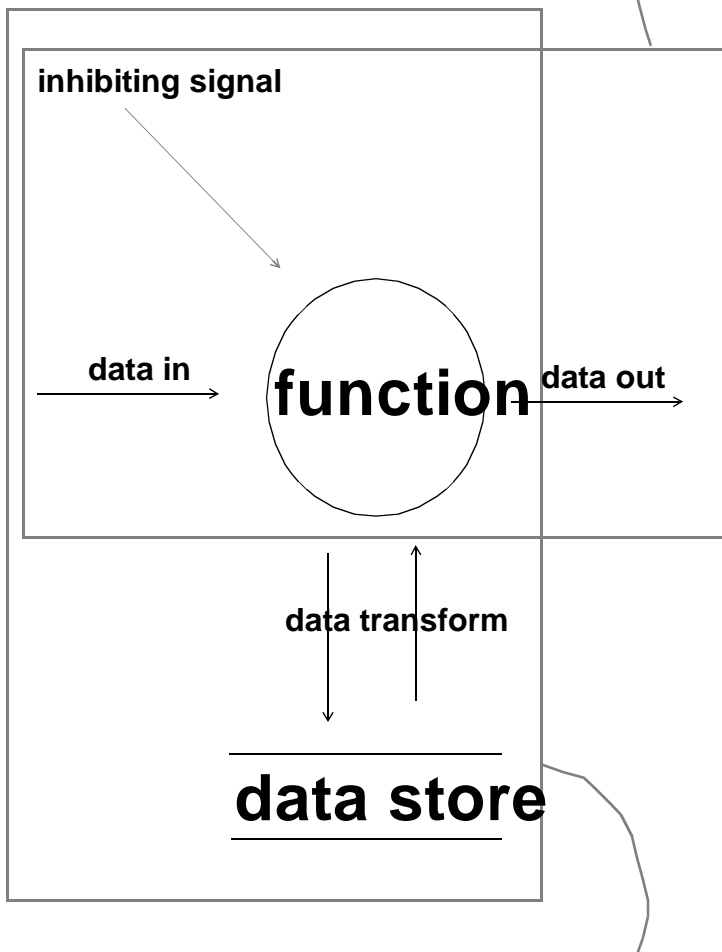 inhibiting signal
data in
function
data out
data transform
data store